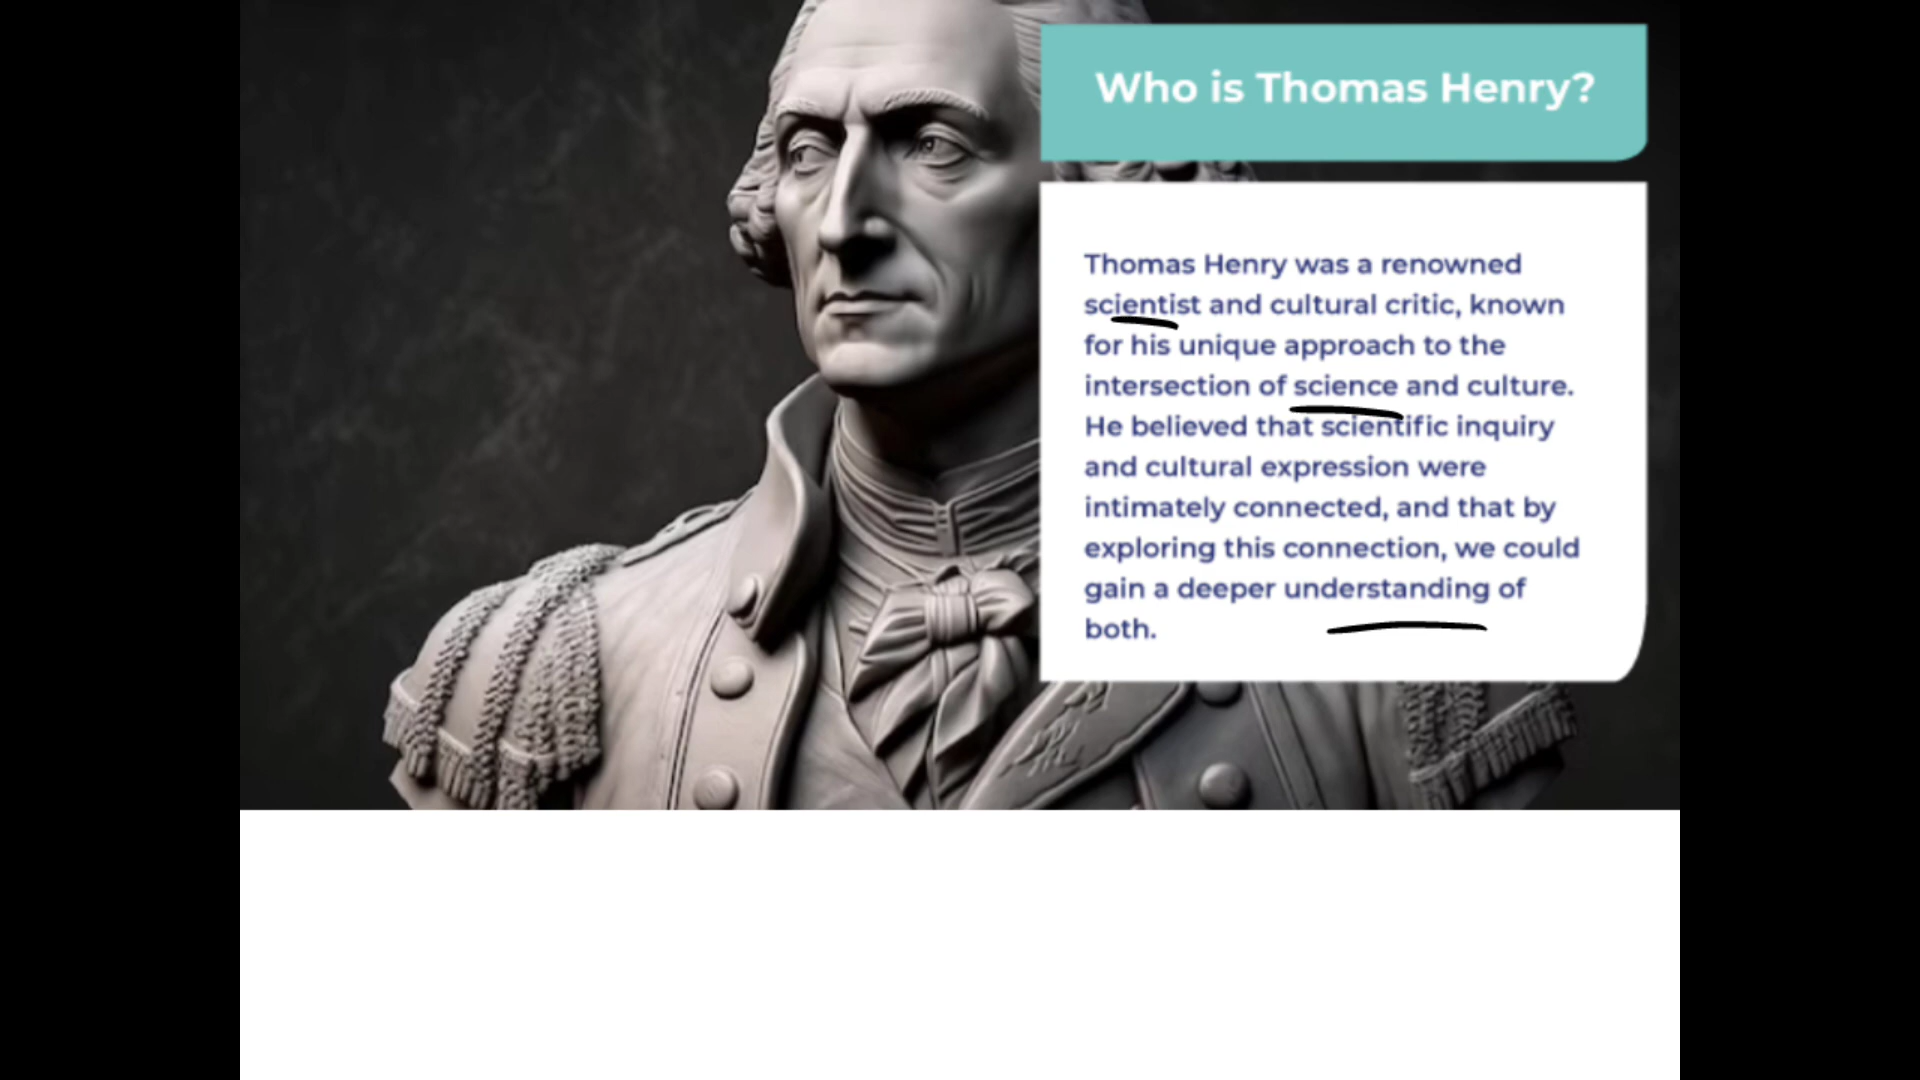 Who is Thomas Henry?
Thomas Henry was a renowned
scientist and cultural critic, known
for his unique approach to the
intersection of science and culture.
He believed that scientific inquiry
and cultural expression were
intimately connected, and that by
exploring this connection, we could
gain a deeper understanding of
both.